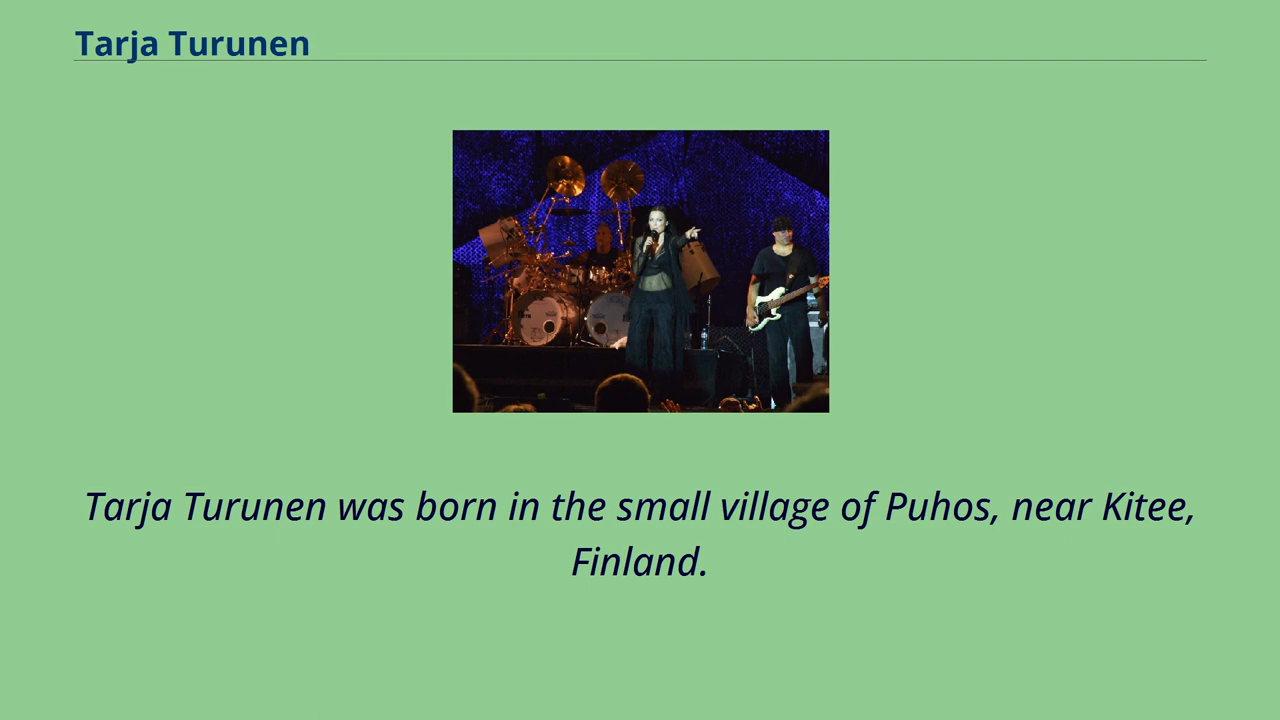 Tarja Turunen
Tarja Turunen was born in the small village of Puhos, near Kitee,
Finland.